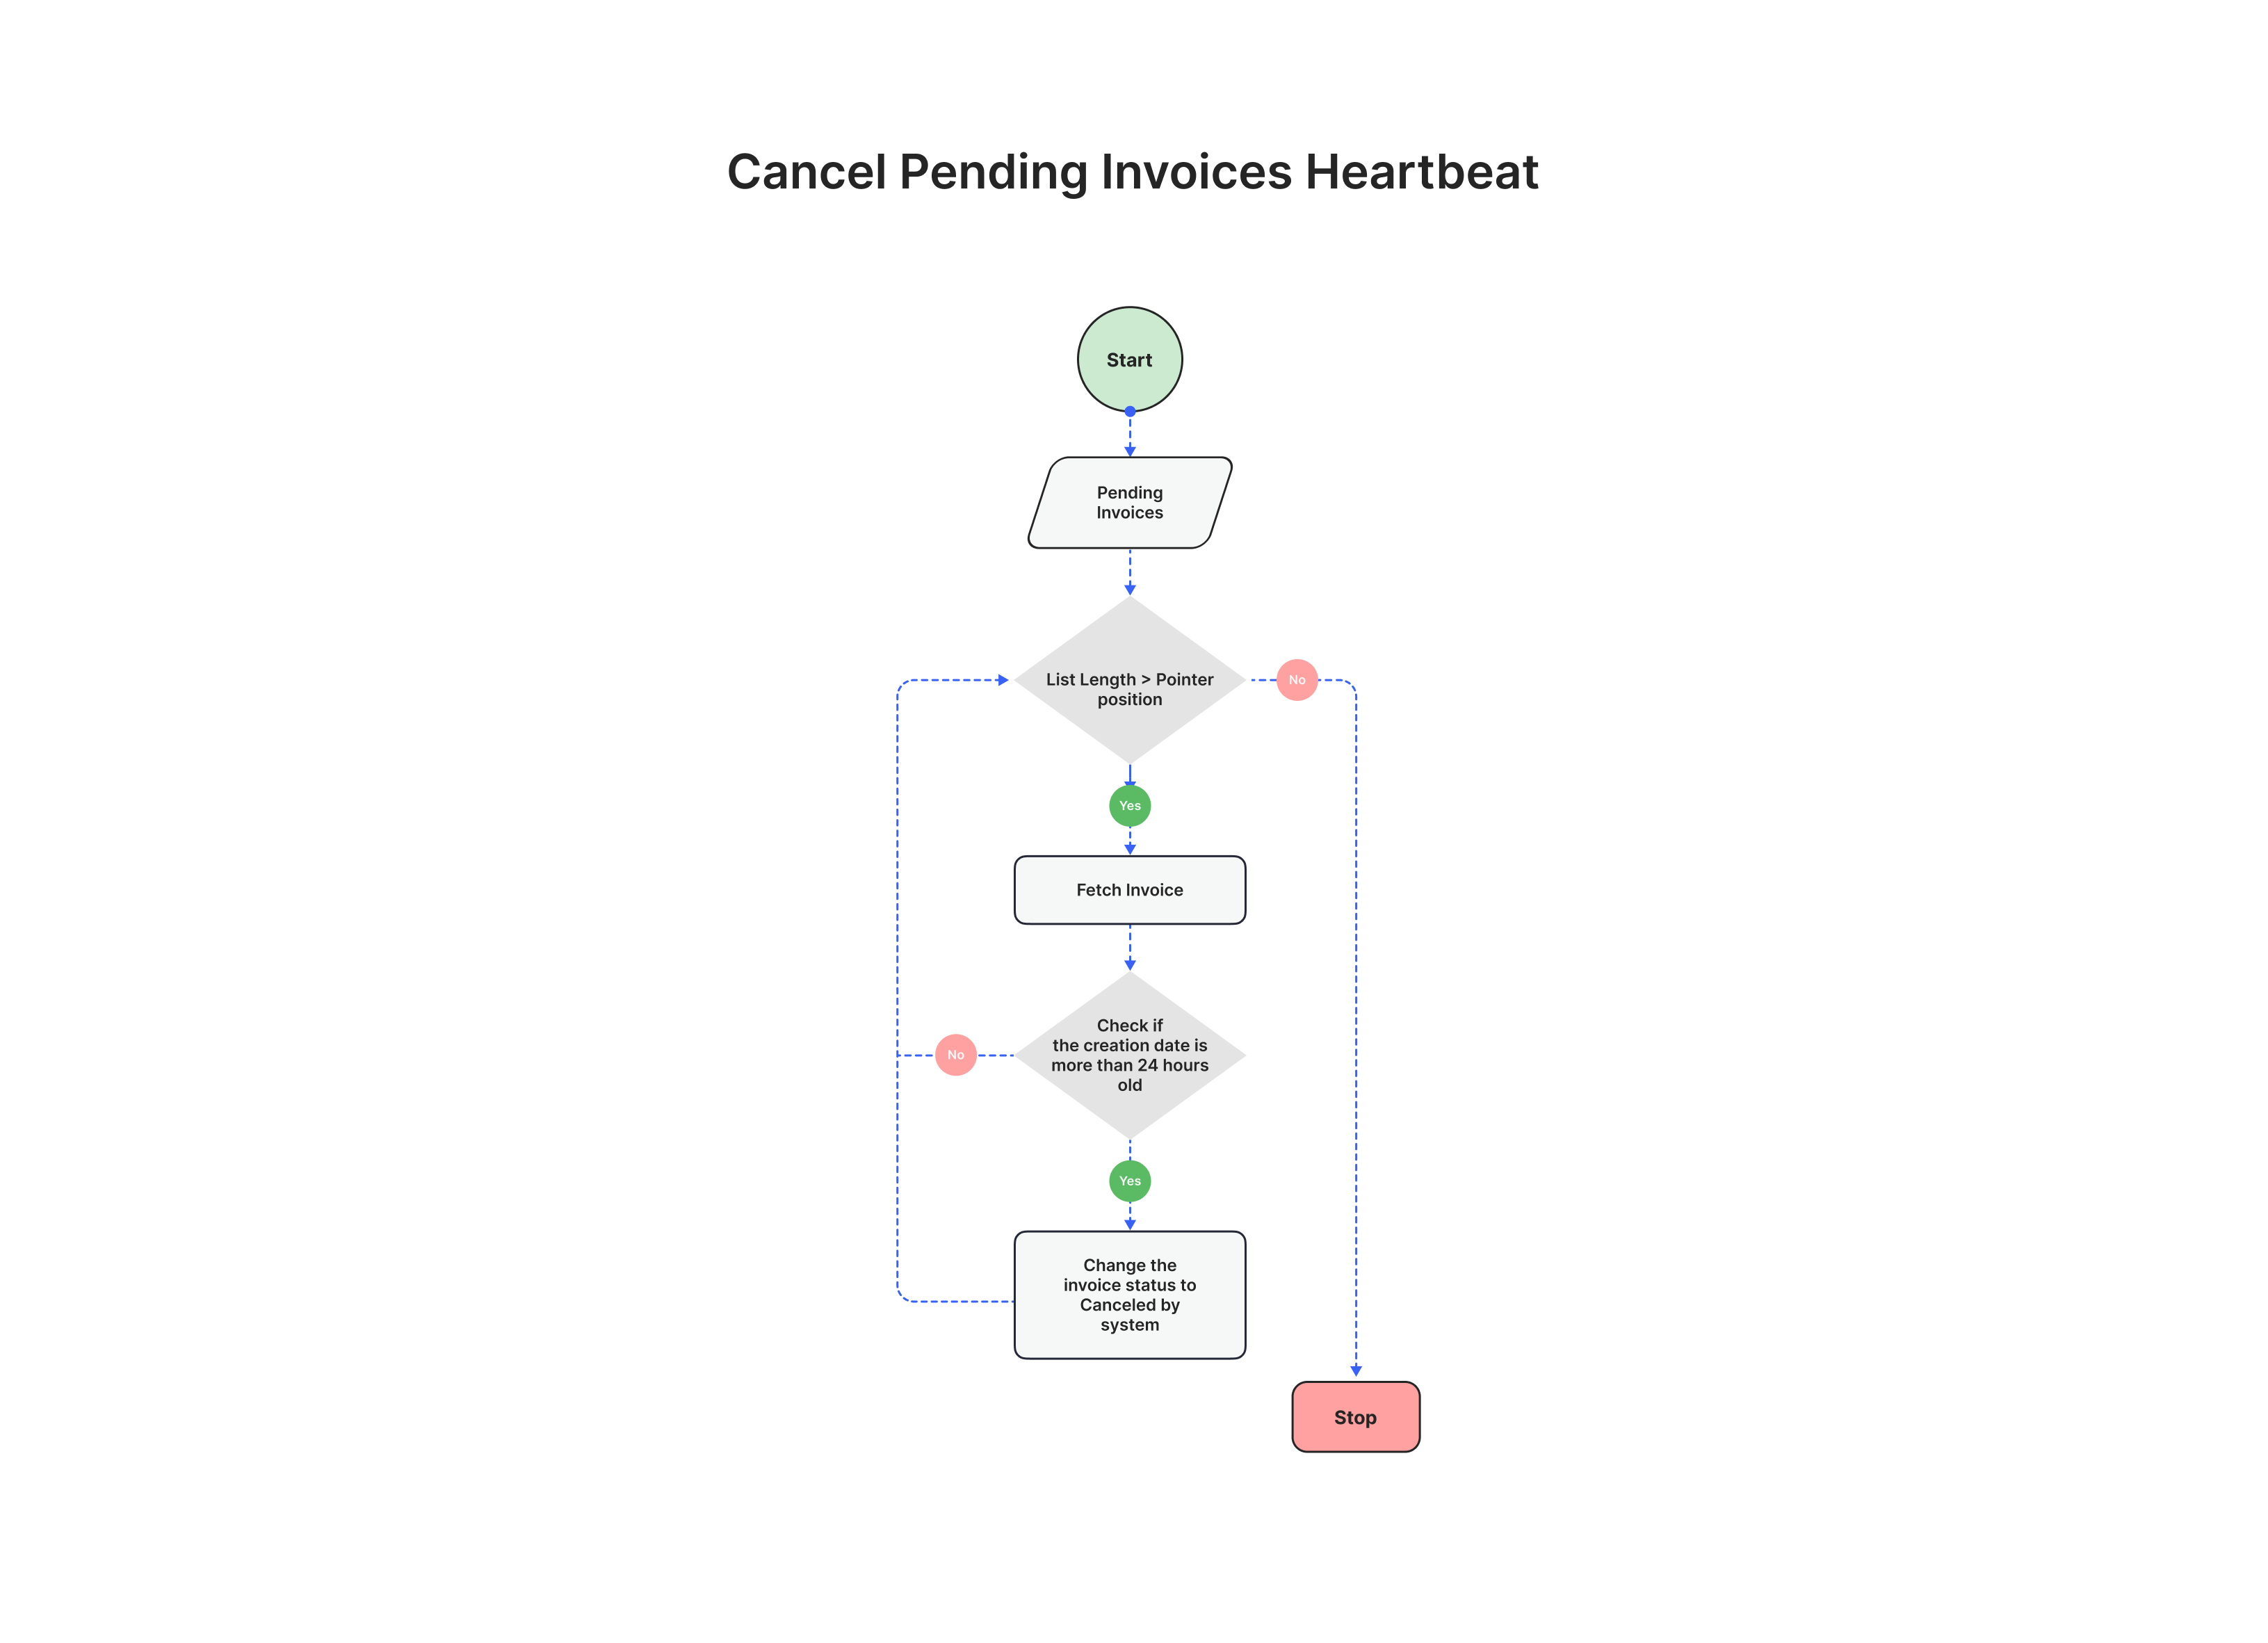 Cancel Pending Invoices Heartbeat
Start
Pending
Invoices
List Length > Pointer
position
No
Yes
Fetch Invoice
Check if
the creation date is
more than 24 hours
old
No
Yes
Change the
invoice status to
Canceled by
system
Stop